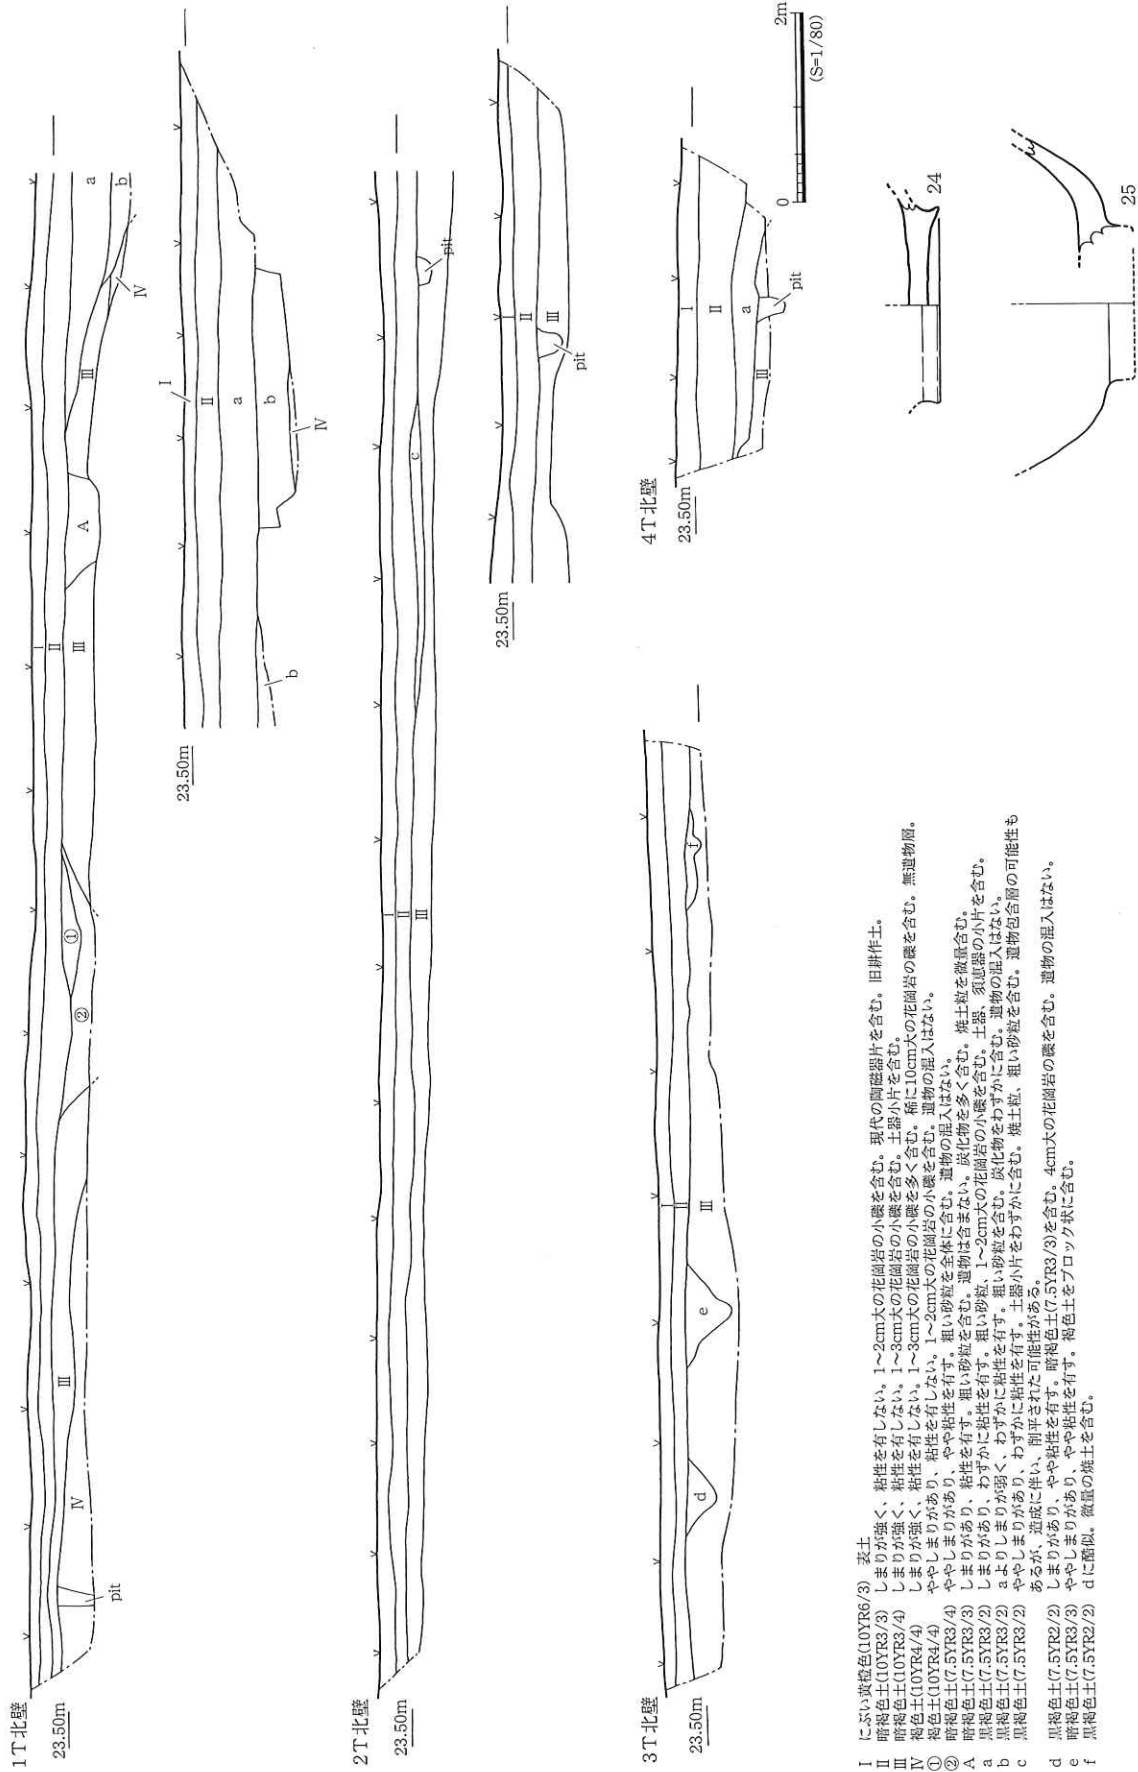 1T北壁
23.50m
I
II
III
IV
pit
①
②
A
III
IV
a
b
23.50m
I
II
a
b
IV
b
2T北壁
23.50m
I
II
III
c
pit
23.50m
I
II
III
pit
3T北壁
23.50m
I
II
III
d
e
f
4T北壁
23.50m
I
II
a
III
pit
0 2m
(S=1/80)
24
25
I にぶい黄橙色(10YR6/3) 表土
II 暗褐色土(10YR3/3) しまりが強く、粘性を有しない。1~2cm大の花崗岩の小礫を含む。現代の陶磁器片を含む。旧耕作土。
III 暗褐色土(10YR3/4) しまりが強く、粘性を有しない。1~3cm大の花崗岩の小礫を含む。土器小片を含む。
IV 褐色土(10YR4/4) しまりが強く、粘性を有しない。1~3cm大の花崗岩の小礫を多く含む。稀に10cm大の花崗岩の礫を含む。無遺物層。
① 褐色土(10YR4/4) ややしまりがあり、粘性を有しない。1~2cm大の花崗岩の小礫を含む。遺物の混入はない。
② 暗褐色土(7.5YR3/4) ややしまりがあり、やや粘性を有す。粗い砂粒を全体に含む。遺物の混入はない。
A 暗褐色土(7.5YR3/3) しまりがあり、粘性を有す。粗い砂粒を含む。遺物は含まない。炭化物を多く含む。焼土粒を微量含む。
a 黒褐色土(7.5YR3/2) しまりがあり、わずかに粘性を有す。粗い砂粒、1~2cm大の花崗岩の小礫を含む。土器、須恵器の小片を含む。
b 黒褐色土(7.5YR3/2) aよりしまりが弱く、わずかに粘性を有す。粗い砂粒を含む。炭化物をわずかに含む。遺物の混入はない。
c 黒褐色土(7.5YR3/2) ややしまりがあり、わずかに粘性を有す。土器小片をわずかに含む。焼土粒、粗い砂粒を含む。遺物包含層の可能性も
あるが、造成に伴い、削平された可能性がある。
d 黒褐色土(7.5YR2/2) しまりがあり、やや粘性を有す。暗褐色土(7.5YR3/3)を含む。4cm大の花崗岩の礫を含む。遺物の混入はない。
e 暗褐色土(7.5YR3/3) ややしまりがあり、やや粘性を有す。褐色土をブロック状に含む。
f 黒褐色土(7.5YR2/2) dに酷似。微量の焼土を含む。